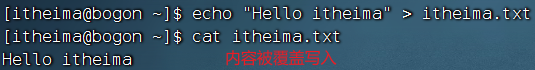 [itheima@bogon ~]$ echo "Hello itheima" > itheima.txt
[itheima@bogon ~]$ cat itheima.txt
Hello itheima 内容被覆盖写入